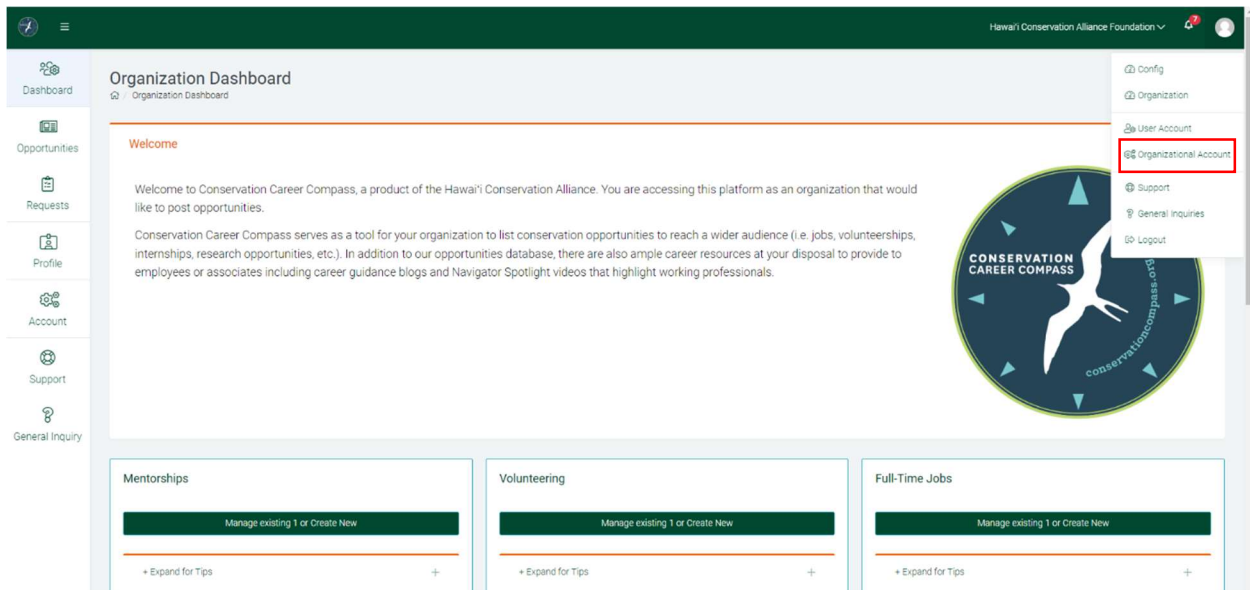 Hawai'i Conservation Alliance Foundation
7
Dashboard
Opportunities
Requests
Profile
Account
Support
General Inquiry
Organization Dashboard
/ Organization Dashboard
Config
Organization
User Account
Organizational Account
Support
General Inquiries
Logout
Welcome
Welcome to Conservation Career Compass, a product of the Hawai'i Conservation Alliance. You are accessing this platform as an organization that would
like to post opportunities.
Conservation Career Compass serves as a tool for your organization to list conservation opportunities to reach a wider audience (i.e. jobs, volunteerships,
internships, research opportunities, etc.). In addition to our opportunities database, there are also ample career resources at your disposal to provide to
employees or associates including career guidance blogs and Navigator Spotlight videos that highlight working professionals.
CONSERVATION
CAREER COMPASS
conservationcompass.org
Mentorships
Manage existing 1 or Create New
+ Expand for Tips +
Volunteering
Manage existing 1 or Create New
+ Expand for Tips +
Full-Time Jobs
Manage existing 1 or Create New
+ Expand for Tips +